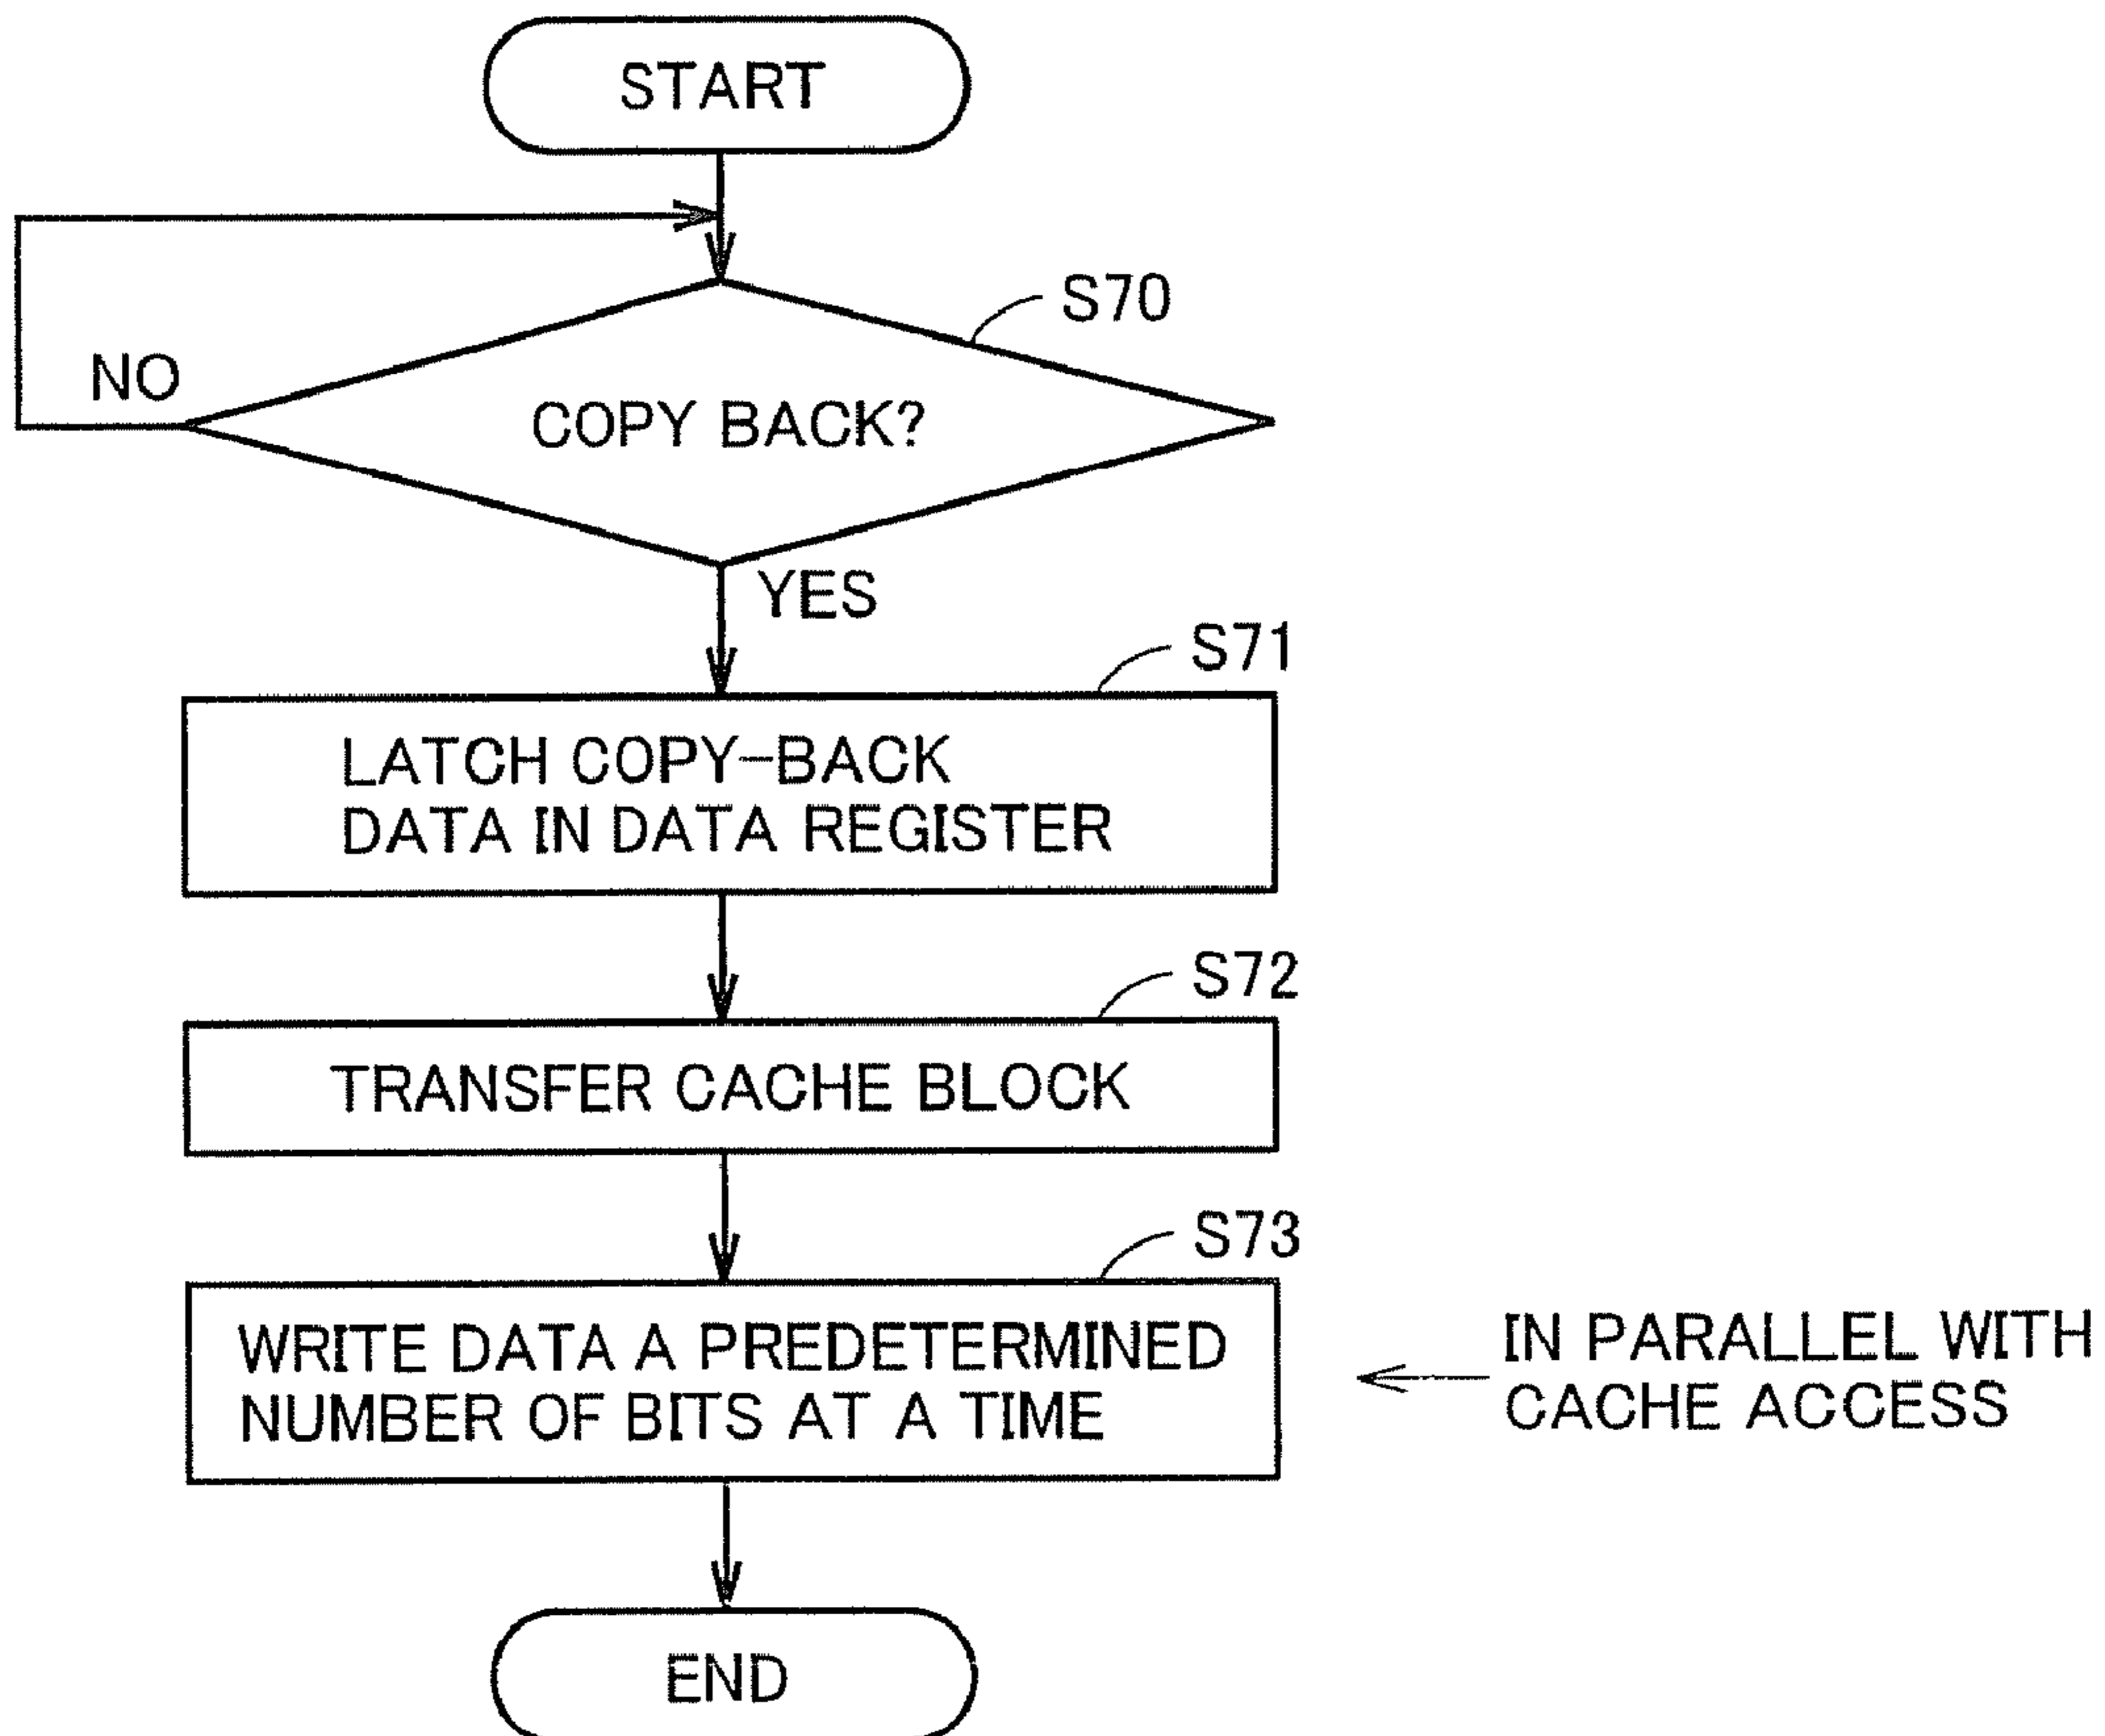 START
S70
NO
COPY BACK?
YES
S71
LATCH COPY-BACK
DATA IN DATA REGISTER
S72
TRANSFER CACHE BLOCK
S73
WRITE DATA A PREDETERMINED
NUMBER OF BITS AT A TIME
IN PARALLEL WITH
CACHE ACCESS
END